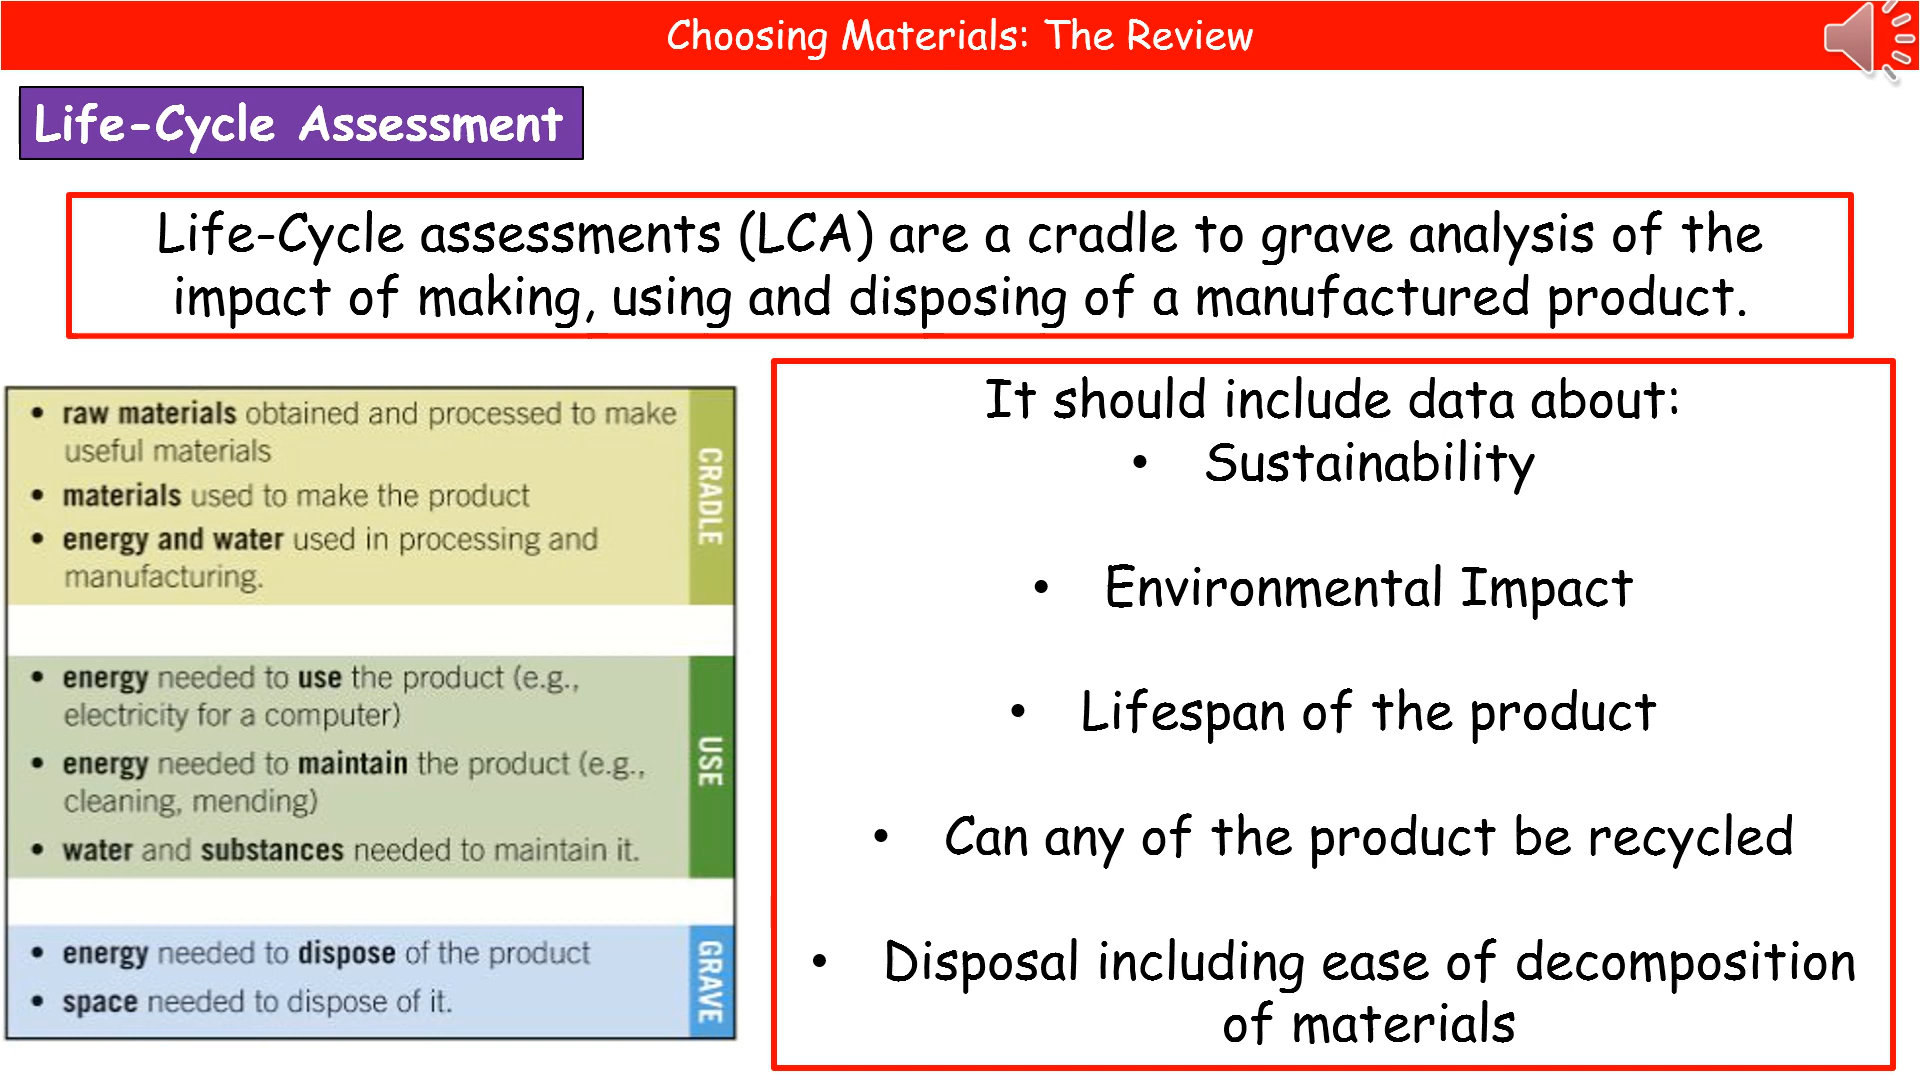 Choosing Materials: The Review
Life-Cycle Assessment
Life-Cycle assessments (LCA) are a cradle to grave analysis of the
impact of making, using and disposing of a manufactured product.
• raw materials obtained and processed to make
useful materials
• materials used to make the product
• energy and water used in processing and
manufacturing.
CRADLE
• energy needed to use the product (e.g.,
electricity for a computer)
• energy needed to maintain the product (e.g.,
cleaning, mending)
• water and substances needed to maintain it.
USE
• energy needed to dispose of the product
• space needed to dispose of it.
GRAVE
It should include data about:
• Sustainability
• Environmental Impact
• Lifespan of the product
• Can any of the product be recycled
• Disposal including ease of decomposition
of materials